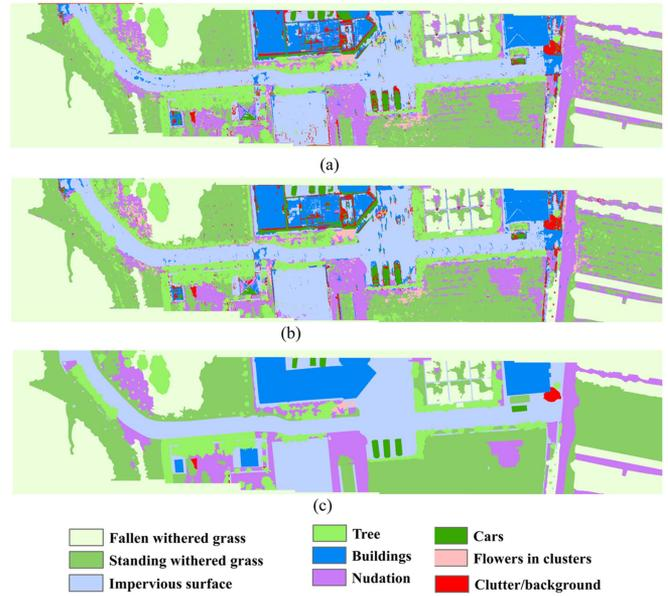 (a)
(b)
(c)
Fallen withered grass
Standing withered grass
Impervious surface
Tree
Buildings
Nudation
Cars
Flowers in clusters
Clutter/background